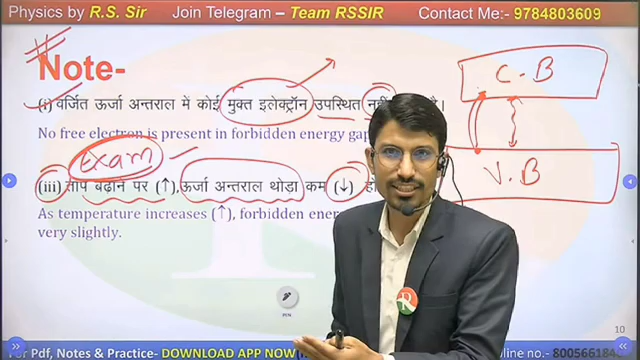 Physics by R.S. Sir Join Telegram – Team RSSIR Contact Me:- 9784803609
Note-
(i) वर्जित ऊर्जा अन्तराल में कोई मुक्त इलेक्ट्रॉन उपस्थित
No free electron is present in forbidden energy gap
Exam
(iii) ताप बढ़ाने पर (↑), ऊर्जा अन्तराल थोड़ा कम (↓)
As temperature increases (↑), forbidden
very slightly.
C.B
V.B
PEN
R
10
For Pdf, Notes & Practice- DOWNLOAD APP NOW no.-